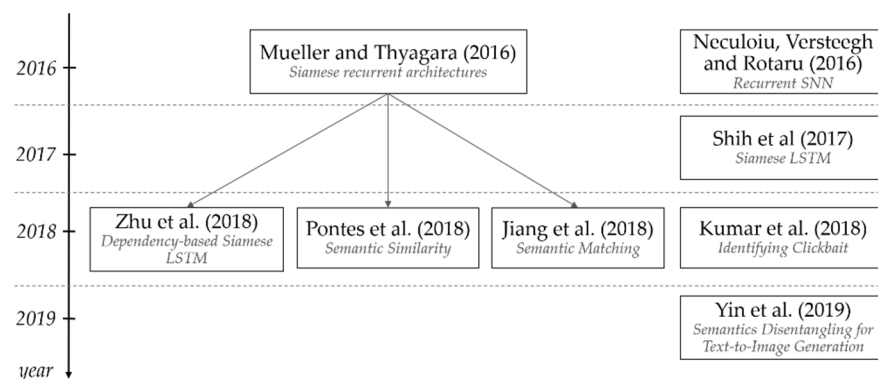 2016
Mueller and Thyagara (2016)
Siamese recurrent architectures
Neculoiu, Versteegh
and Rotaru (2016)
Recurrent SNN
2017
Shih et al (2017)
Siamese LSTM
2018
Zhu et al. (2018)
Dependency-based Siamese
LSTM
Pontes et al. (2018)
Semantic Similarity
Jiang et al. (2018)
Semantic Matching
Kumar et al. (2018)
Identifying Clickbait
2019
Yin et al. (2019)
Semantics Disentangling for
Text-to-Image Generation
year